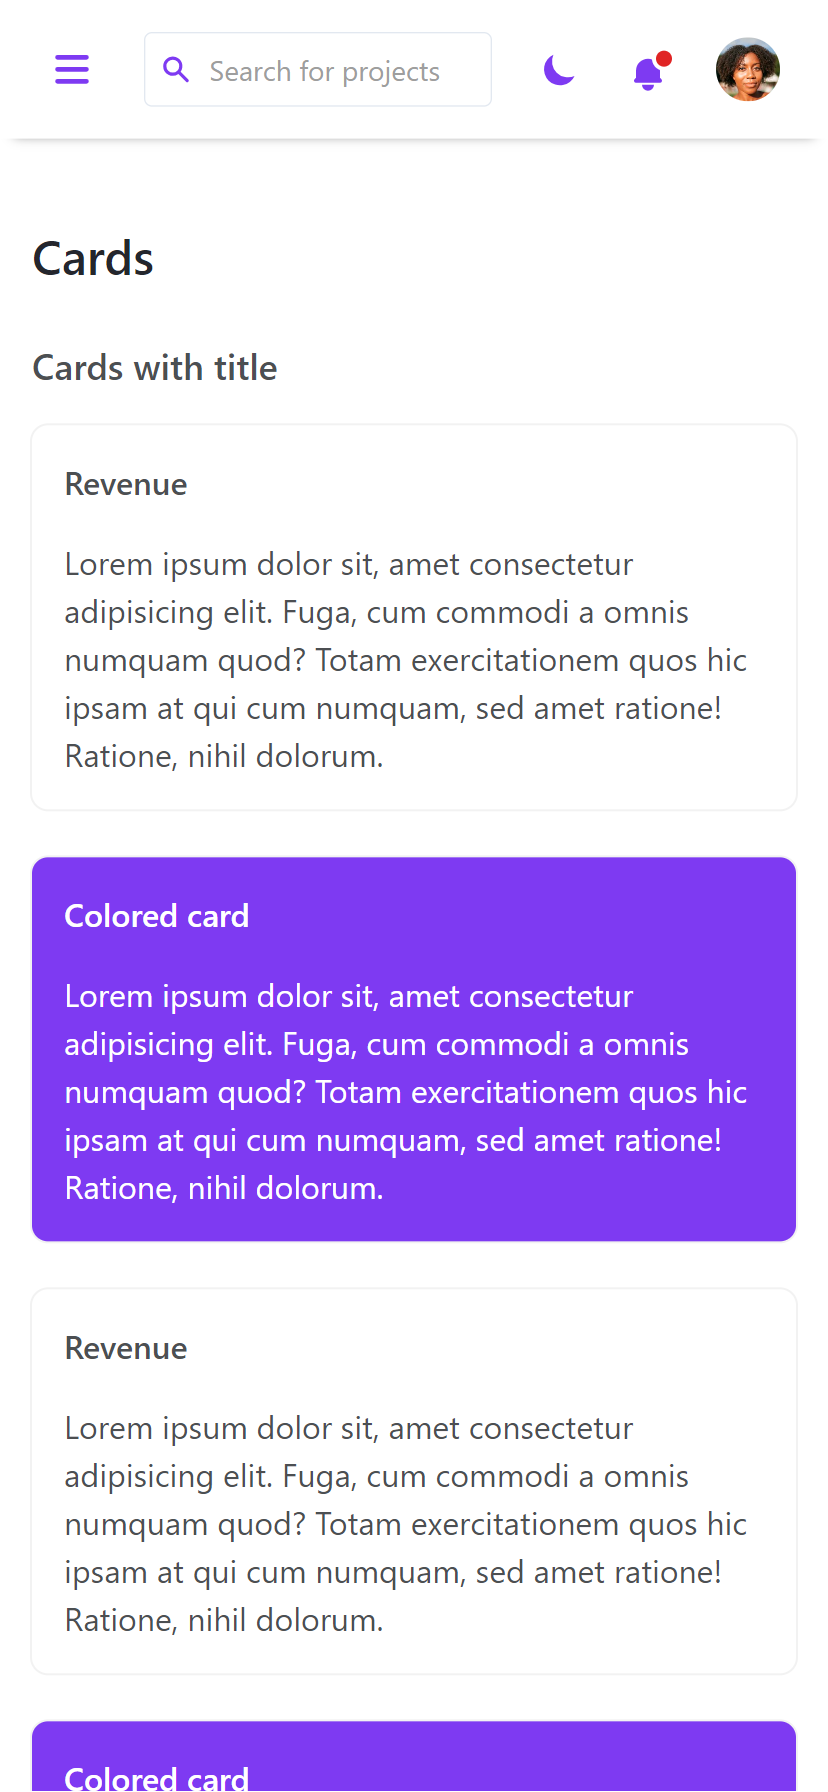 Search for projects
Cards
Cards with title
Revenue
Lorem ipsum dolor sit, amet consectetur
adipisicing elit. Fuga, cum commodi a omnis
numquam quod? Totam exercitationem quos hic
ipsam at qui cum numquam, sed amet ratione!
Ratione, nihil dolorum.
Colored card
Lorem ipsum dolor sit, amet consectetur
adipisicing elit. Fuga, cum commodi a omnis
numquam quod? Totam exercitationem quos hic
ipsam at qui cum numquam, sed amet ratione!
Ratione, nihil dolorum.
Revenue
Lorem ipsum dolor sit, amet consectetur
adipisicing elit. Fuga, cum commodi a omnis
numquam quod? Totam exercitationem quos hic
ipsam at qui cum numquam, sed amet ratione!
Ratione, nihil dolorum.
Colored card